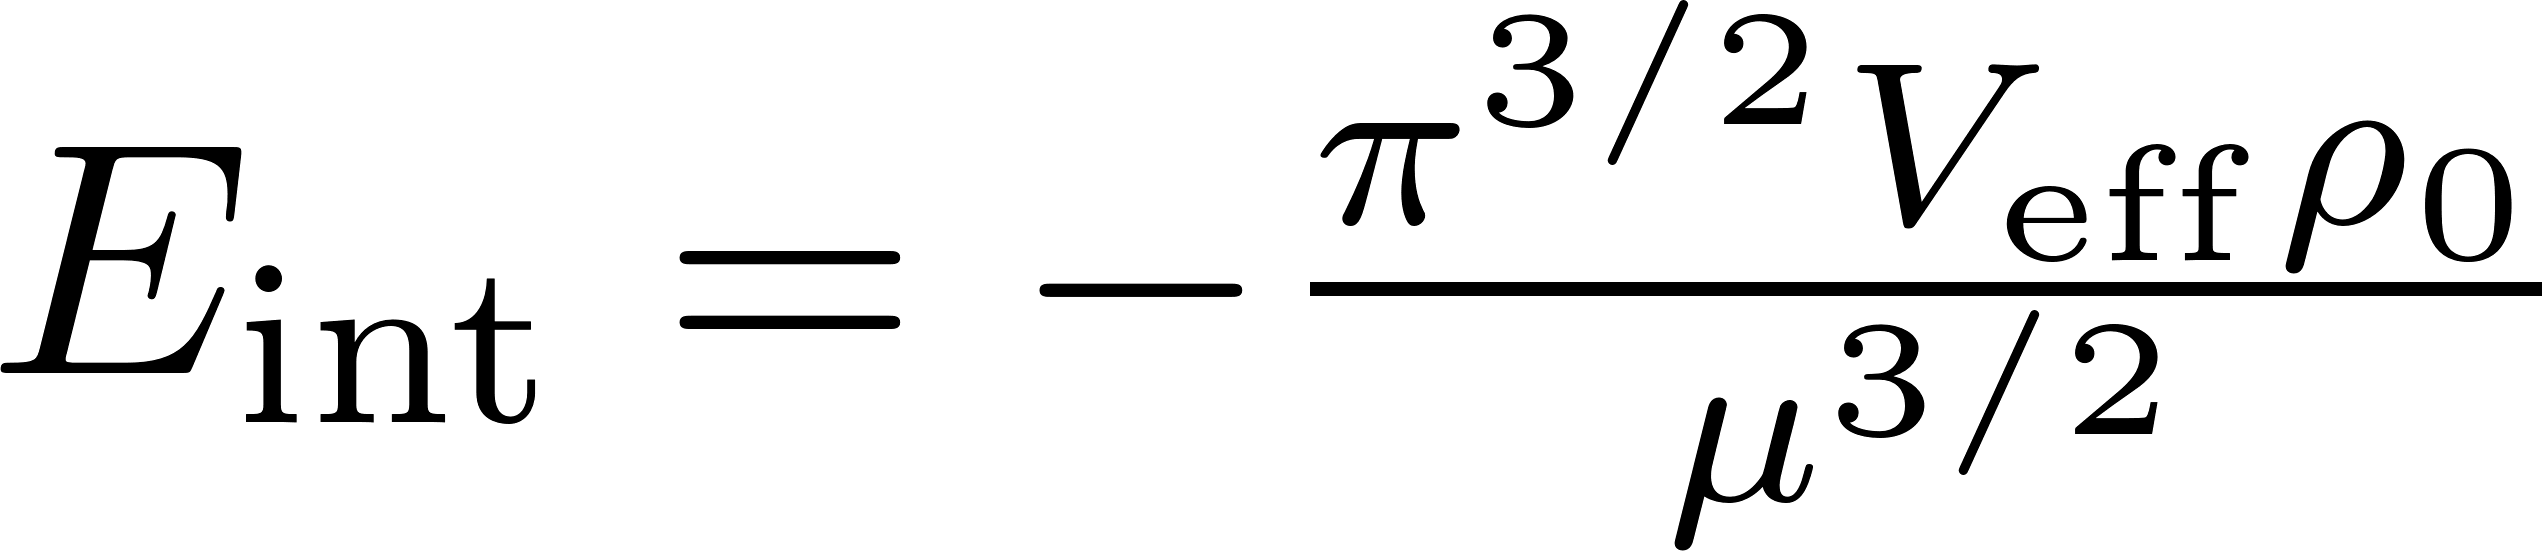 E_int = − π^{3/2} V_eff ρ_0 / μ^{3/2}